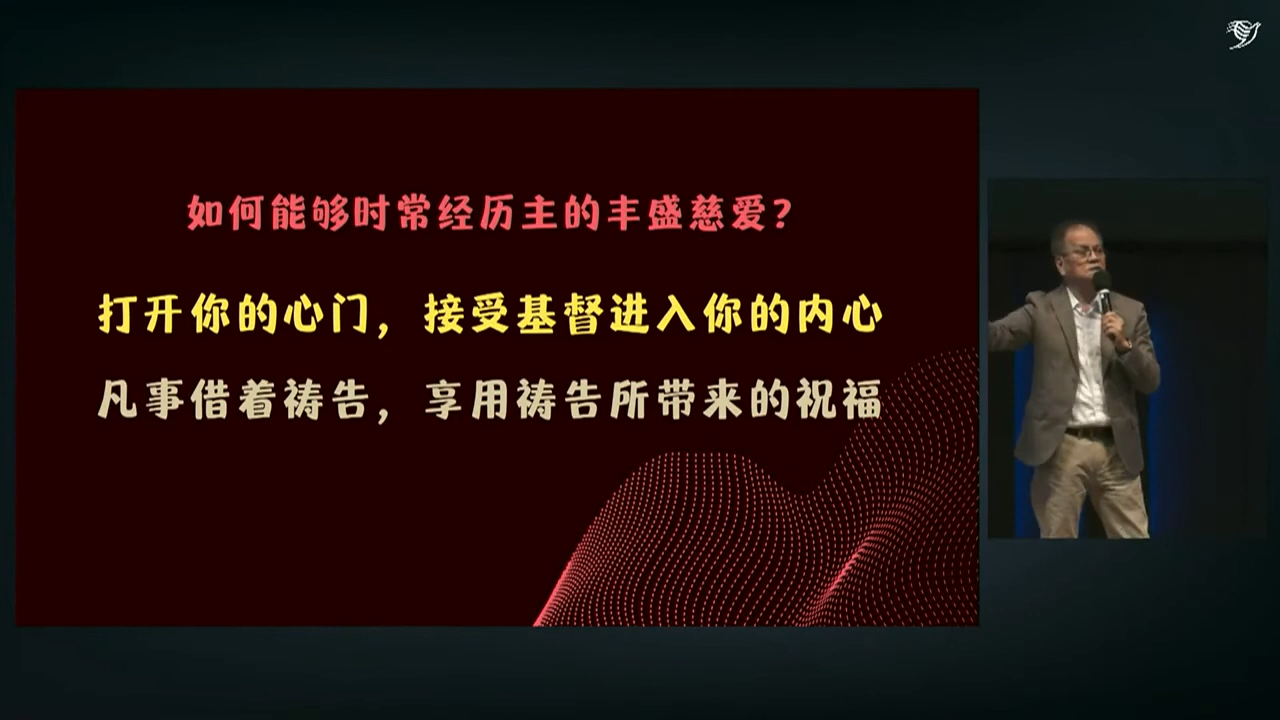 如何能够时常经历主的丰盛慈爱？
打开你的心门，接受基督进入你的内心
凡事借着祷告，享用祷告所带来的祝福